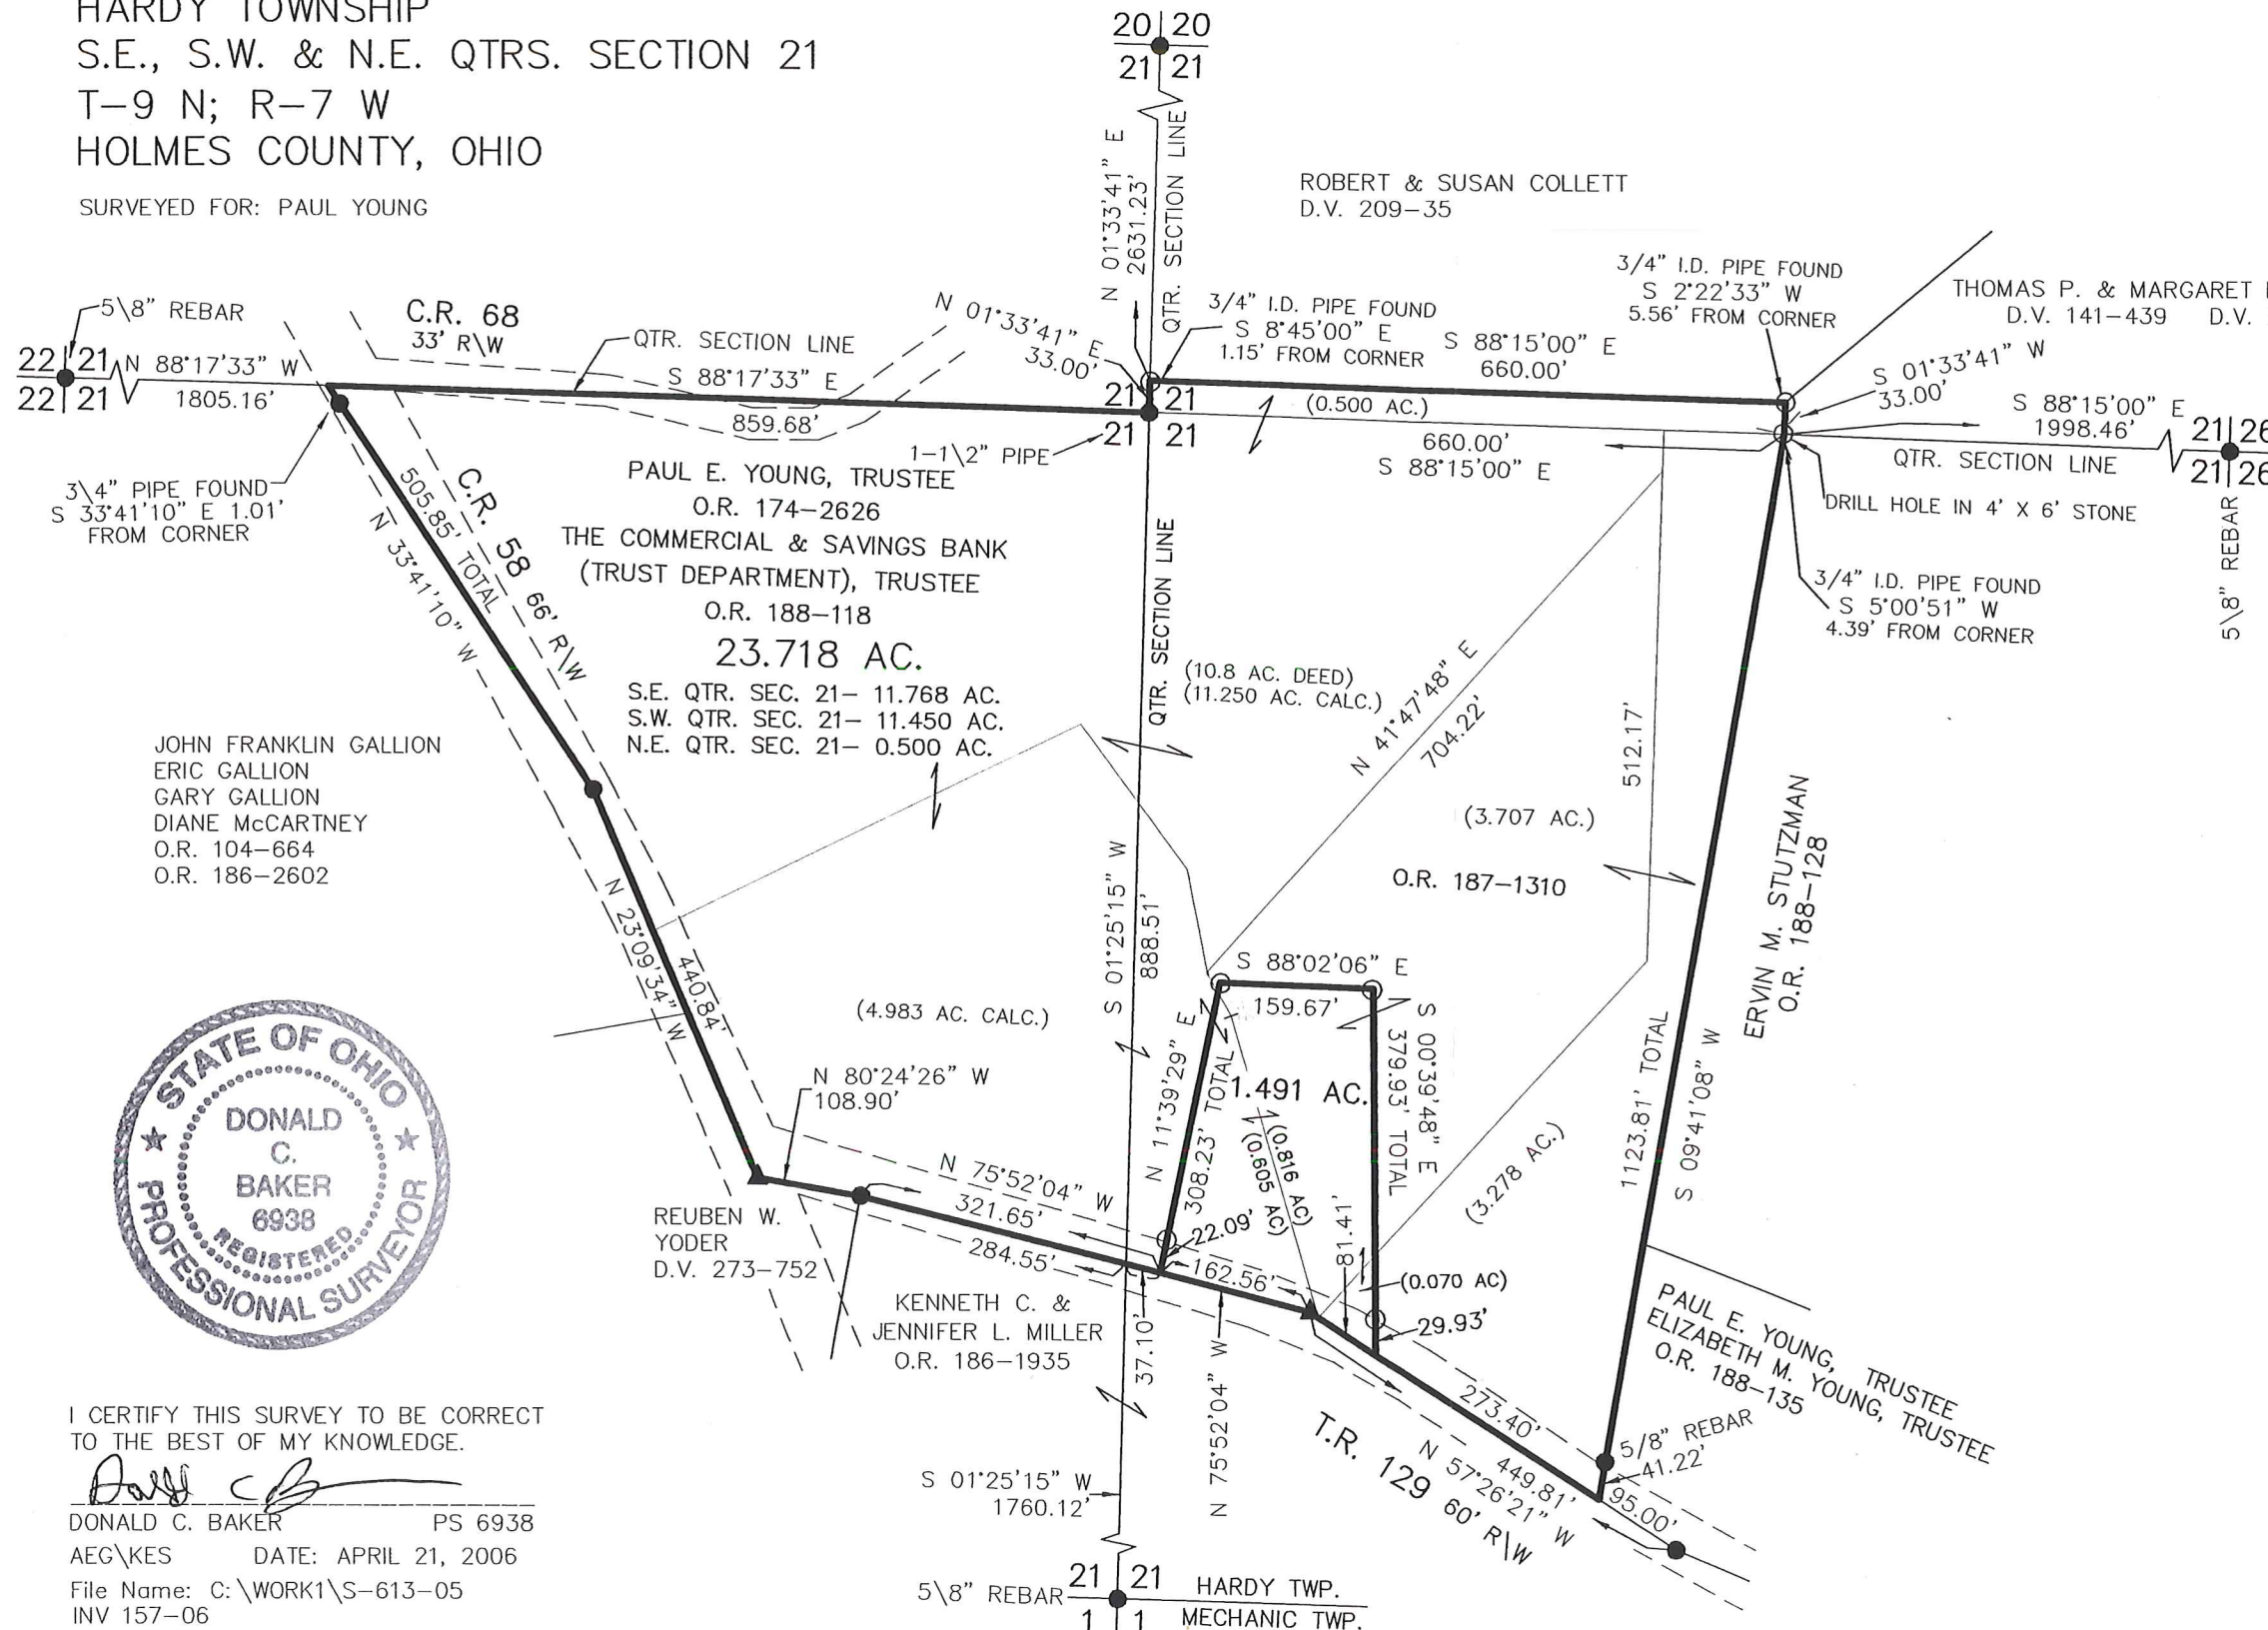 HARDY TOWNSHIP
S.E., S.W. & N.E. QTRS. SECTION 21
T–9 N; R–7 W
HOLMES COUNTY, OHIO
SURVEYED FOR: PAUL YOUNG
20|20
21|21
N 01°33'41" E
2631.23'
QTR. SECTION LINE
ROBERT & SUSAN COLLETT
D.V. 209–35
3/4" I.D. PIPE FOUND
S 2°22'33" W
5.56' FROM CORNER
THOMAS P. & MARGARET
D.V. 141–439 D.V.
5\8" REBAR
22|21
22|21
N 88°17'33" W
1805.16'
C.R. 68
33' R\W
QTR. SECTION LINE
S 88°17'33" E
859.68'
N 01°33'41" E
33.00'
3/4" I.D. PIPE FOUND
S 8°45'00" E
1.15' FROM CORNER
S 88°15'00" E
660.00'
(0.500 AC.)
21|21
21|21
660.00'
S 88°15'00" E
S 01°33'41" W
33.00'
S 88°15'00" E
1998.46'
QTR. SECTION LINE
21|26
21|26
5\8" REBAR
DRILL HOLE IN 4' X 6' STONE
3/4" I.D. PIPE FOUND
S 5°00'51" W
4.39' FROM CORNER
1–1\2" PIPE
3\4" PIPE FOUND
S 33°41'10" E 1.01'
FROM CORNER
505.85' TOTAL
N 33°41'10" W
C.R. 58 66' R\W
PAUL E. YOUNG, TRUSTEE
O.R. 174–2626
THE COMMERCIAL & SAVINGS BANK
(TRUST DEPARTMENT), TRUSTEE
O.R. 188–118
23.718 AC.
S.E. QTR. SEC. 21– 11.768 AC.
S.W. QTR. SEC. 21– 11.450 AC.
N.E. QTR. SEC. 21– 0.500 AC.
QTR. SECTION LINE
(10.8 AC. DEED)
(11.250 AC. CALC.)
N 41°47'48" E
704.22'
512.17'
(3.707 AC.)
O.R. 187–1310
ERVIN M. STUTZMAN
O.R. 188–128
JOHN FRANKLIN GALLION
ERIC GALLION
GARY GALLION
DIANE McCARTNEY
O.R. 104–664
O.R. 186–2602
N 23°09'34" W
440.84'
(4.983 AC. CALC.)
S 01°25'15" W
888.51'
S 88°02'06" E
159.67'
N 11°39'29" E
308.23' TOTAL
1.491 AC.
(0.816 AC)
(0.605 AC)
S 00°39'48" E
379.93' TOTAL
81.41'
(3.278 AC.)
1123.81' TOTAL
S 09°41'08" W
N 80°24'26" W
108.90'
N 75°52'04" W
321.65'
284.55'
22.09'
162.56'
(0.070 AC)
29.93'
REUBEN W.
YODER
D.V. 273–752
KENNETH C. &
JENNIFER L. MILLER
O.R. 186–1935
37.10'
N 75°52'04" W
PAUL E. YOUNG, TRUSTEE
ELIZABETH M. YOUNG, TRUSTEE
O.R. 188–135
273.40'
5/8" REBAR
41.22'
T.R. 129 60' R\W
449.81'
N 57°26'21" W
95.00'
S 01°25'15" W
1760.12'
5\8" REBAR
21|21
1|1
HARDY TWP.
MECHANIC TWP.
STATE OF OHIO
DONALD
C.
BAKER
6938
REGISTERED
PROFESSIONAL SURVEYOR
I CERTIFY THIS SURVEY TO BE CORRECT
TO THE BEST OF MY KNOWLEDGE.
DONALD C. BAKER PS 6938
AEG\KES DATE: APRIL 21, 2006
File Name: C:\WORK1\S–613–05
INV 157–06